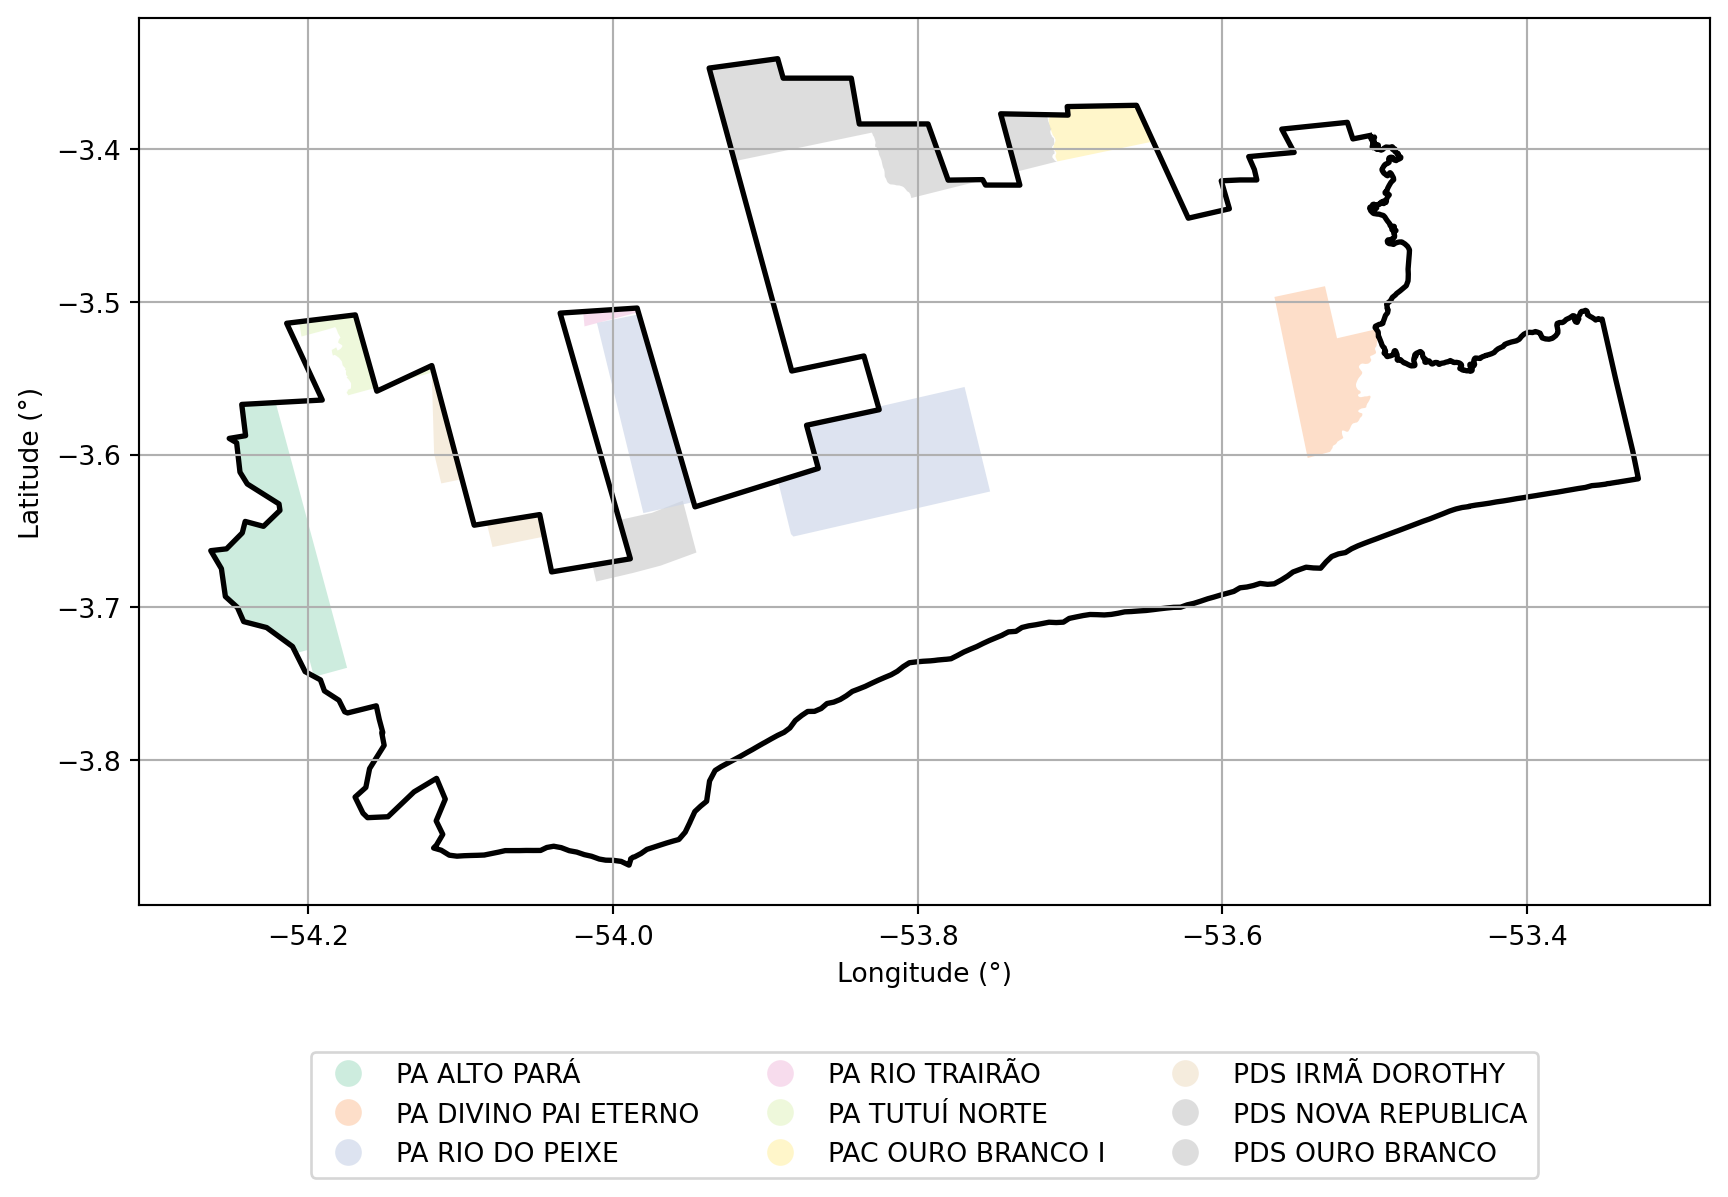 −3.4
−3.5
−3.6
−3.7
−3.8
Latitude (°)
−54.2
−54.0
−53.8
−53.6
−53.4
Longitude (°)
PA ALTO PARÁ
PA DIVINO PAI ETERNO
PA RIO DO PEIXE
PA RIO TRAIRÃO
PA TUTUÍ NORTE
PAC OURO BRANCO I
PDS IRMÃ DOROTHY
PDS NOVA REPUBLICA
PDS OURO BRANCO